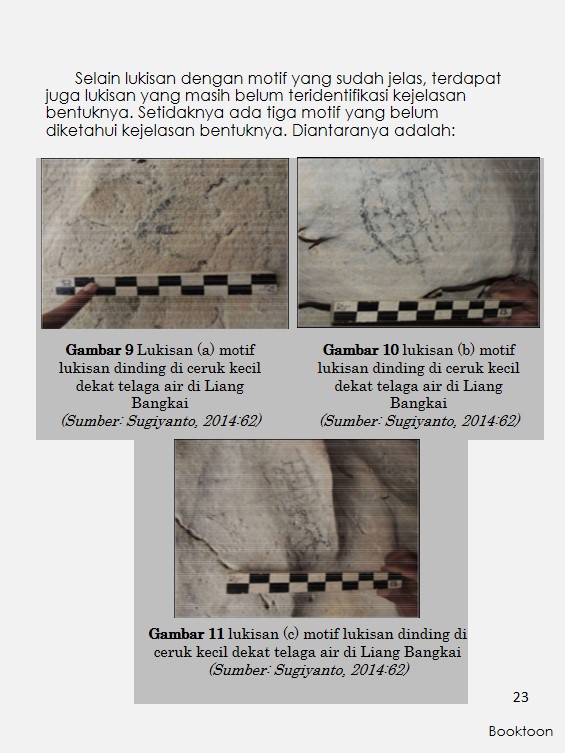 Selain lukisan dengan motif yang sudah jelas, terdapat
juga lukisan yang masih belum teridentifikasi kejelasan
bentuknya. Setidaknya ada tiga motif yang belum
diketahui kejelasan bentuknya. Diantaranya adalah:
Gambar 9 Lukisan (a) motif
lukisan dinding di ceruk kecil
dekat telaga air di Liang
Bangkai
(Sumber: Sugiyanto, 2014:62)
Gambar 10 lukisan (b) motif
lukisan dinding di ceruk kecil
dekat telaga air di Liang
Bangkai
(Sumber: Sugiyanto, 2014:62)
Gambar 11 lukisan (c) motif lukisan dinding di
ceruk kecil dekat telaga air di Liang Bangkai
(Sumber: Sugiyanto, 2014:62)
23
Booktoon